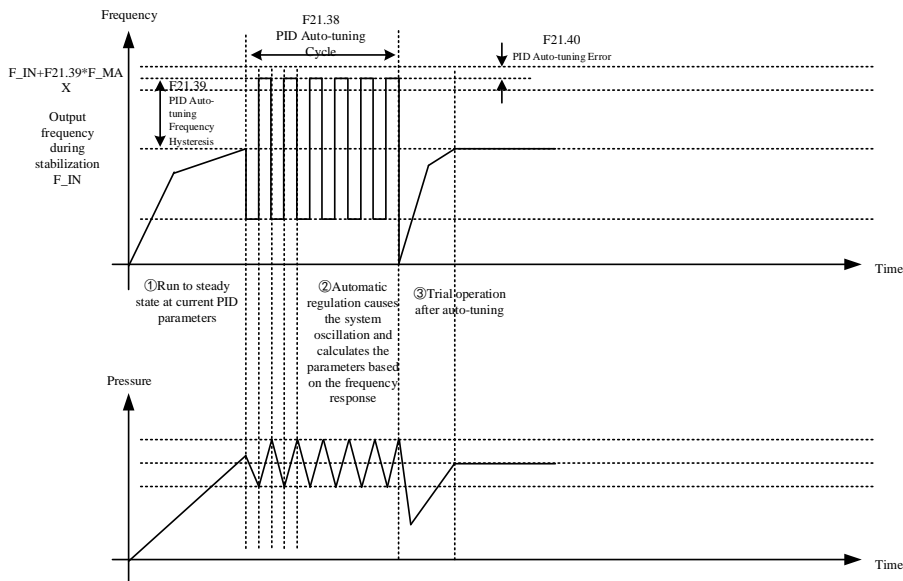 Frequency
F21.38
PID Auto-tuning
Cycle
F21.40
PID Auto-tuning Error
F_IN+F21.39*F_MA
X
F21.39
PID Auto-
tuning
Frequency
Hysteresis
Output
frequency
during
stabilization
F_IN
Time
①Run to steady
state at current PID
parameters
②Automatic
regulation causes
the system
oscillation and
calculates the
parameters based
on the frequency
response
③Trial operation
after auto-tuning
Pressure
Time